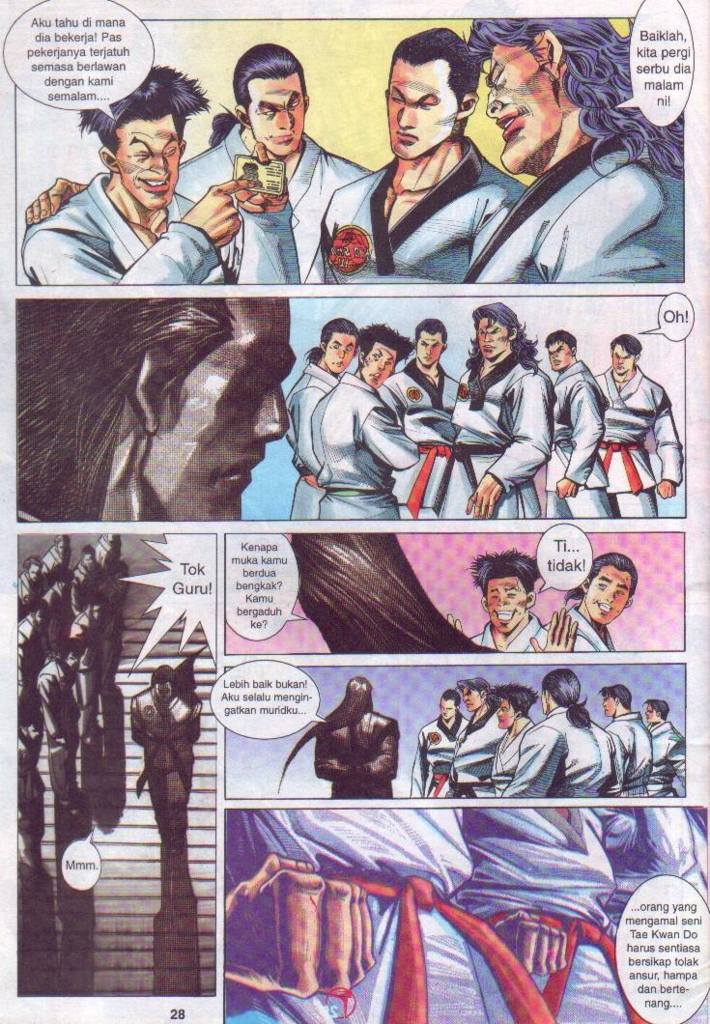 Aku tahu di mana
dia bekerja! Pas
pekerjanya terjatuh
semasa berlawan
dengan kami
semalam....
Baiklah,
kita pergi
serbu dia
malam
ni!
Oh!
Tok
Guru!
Mmm.
Kenapa
muka kamu
berdua
bengkak?
Kamu
bergaduh
ke?
Ti...
tidak!
Lebih baik bukan!
Aku selalu mengin-
gatkan muridku...
...orang yang
mengamal seni
Tae Kwan Do
harus sentiasa
bersikap tolak
ansur, hampa
dan berte-
nang....
28